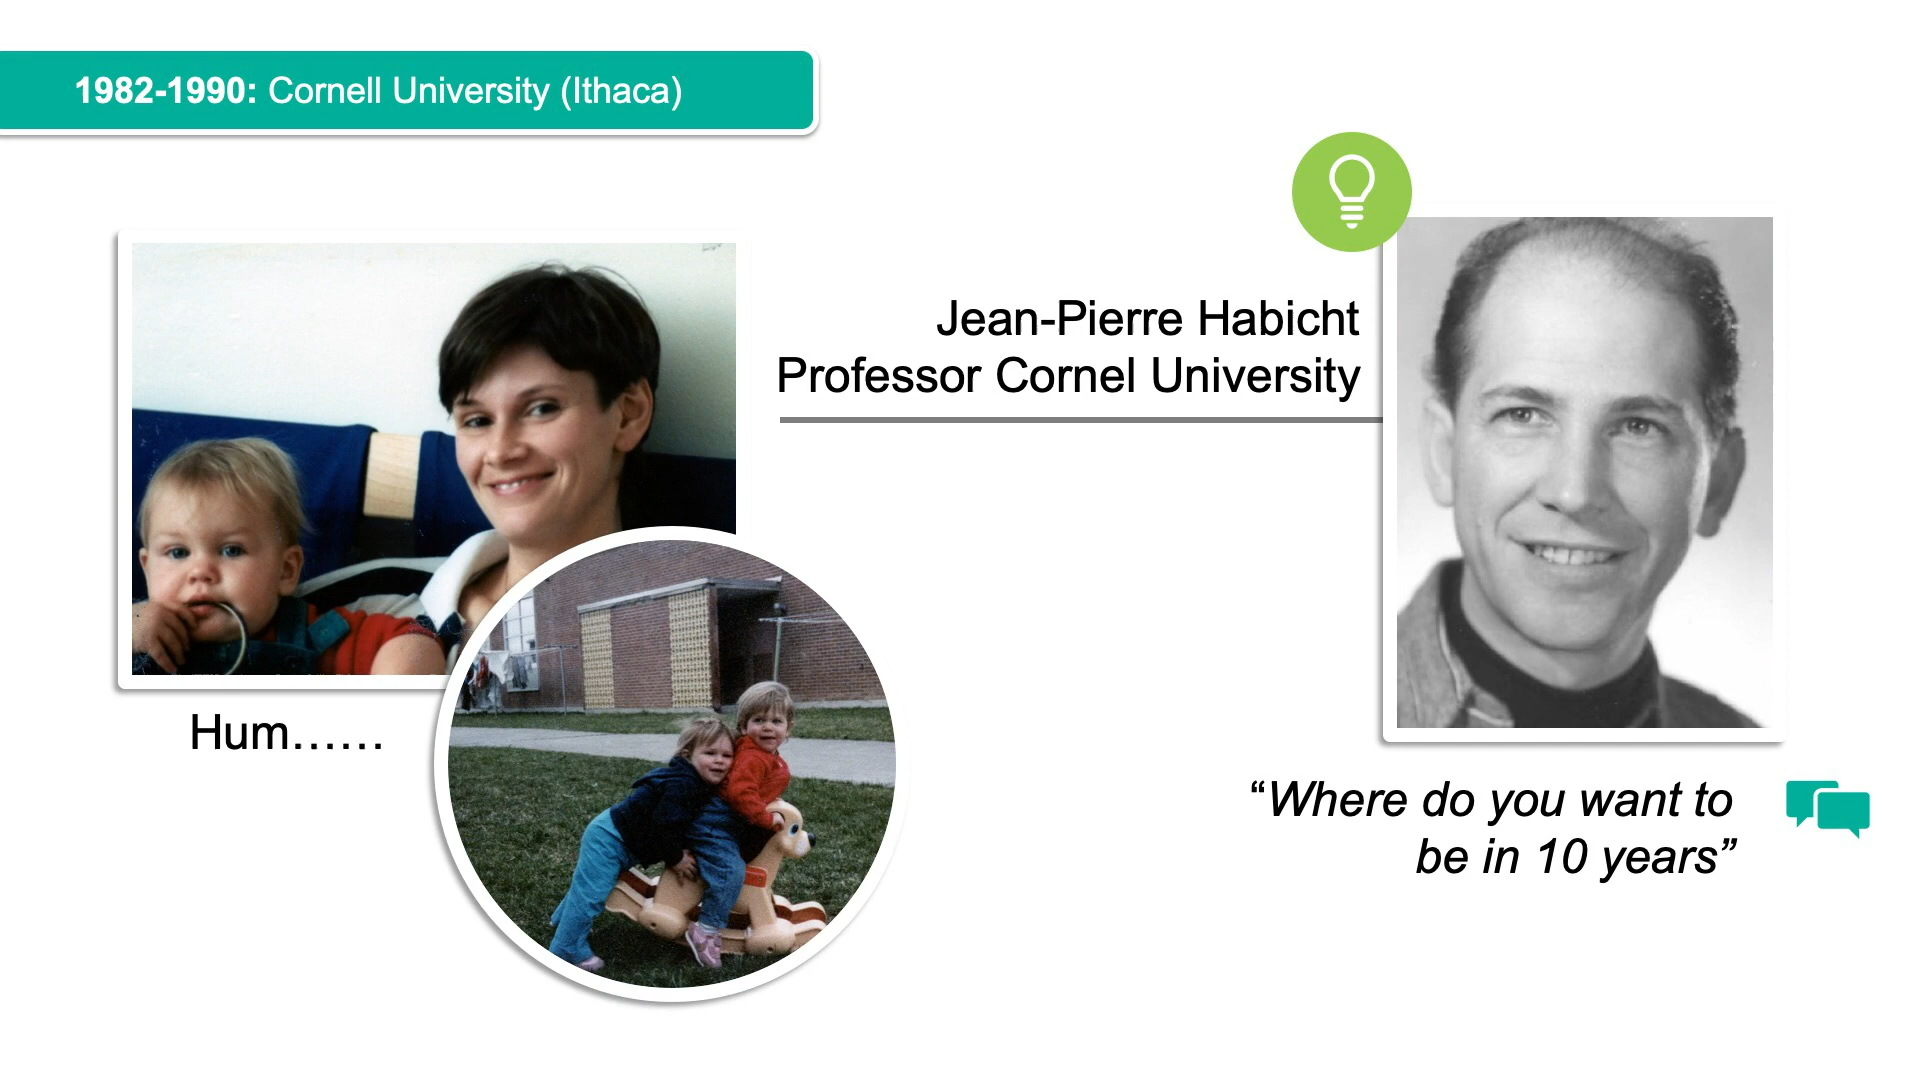 1982-1990: Cornell University (Ithaca)
Jean-Pierre Habicht
Professor Cornel University
Hum……
“Where do you want to
be in 10 years”